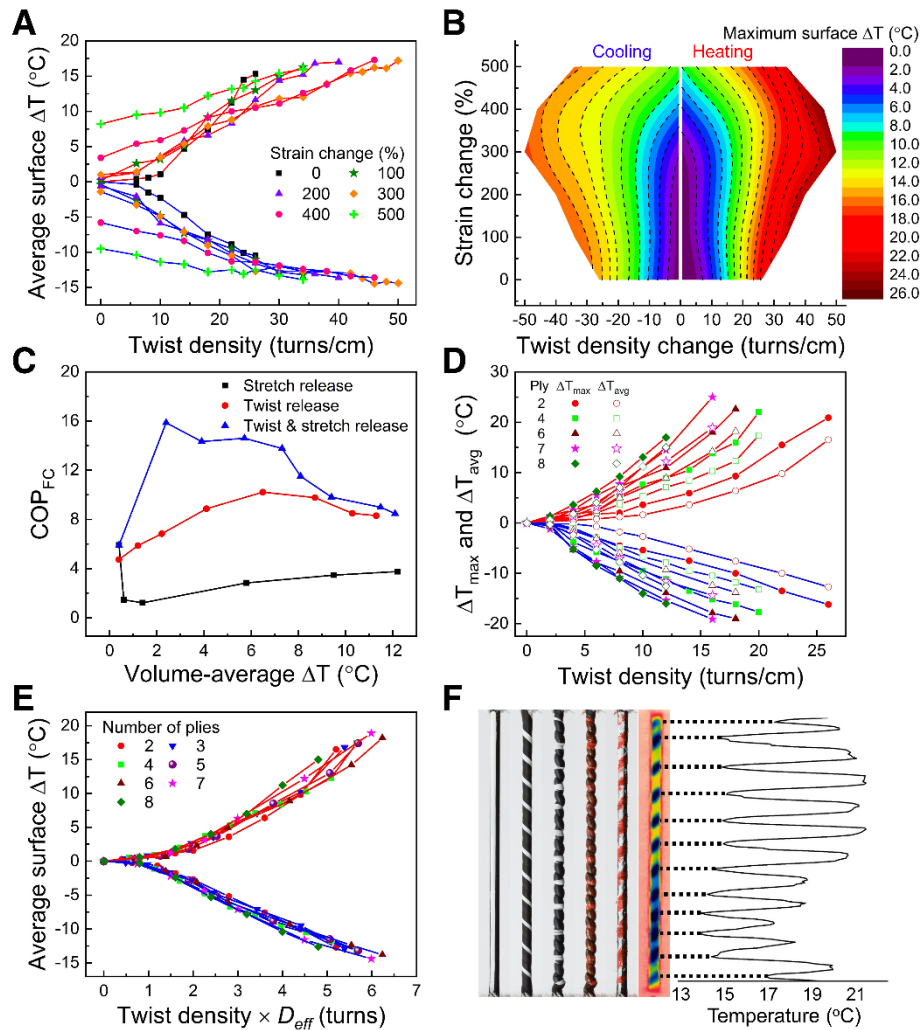 A
Average surface ΔT (°C)
20
15
10
5
0
-5
-10
-15
0 10 20 30 40 50
Twist density (turns/cm)
Strain change (%)
0 100
200 300
400 500
B
Maximum surface ΔT (°C)
Cooling Heating
Strain change (%)
500
400
300
200
100
0
-50 -40 -30 -20 -10 0 10 20 30 40 50
Twist density change (turns/cm)
0.0
2.0
4.0
6.0
8.0
10.0
12.0
14.0
16.0
18.0
20.0
22.0
24.0
26.0
C
COPFC
20
16
12
8
4
0
Stretch release
Twist release
Twist & stretch release
0 2 4 6 8 10 12
Volume-average ΔT (°C)
D
ΔTmax and ΔTavg (°C)
30
20
10
0
-10
-20
Ply ΔTmax ΔTavg
2
4
6
7
8
0 5 10 15 20 25
Twist density (turns/cm)
E
Average surface ΔT (°C)
20
15
10
5
0
-5
-10
-15
Number of plies
2 3
4 5
6 7
8
0 1 2 3 4 5 6 7
Twist density × Deff (turns)
F
13 15 17 19 21
Temperature (oC)